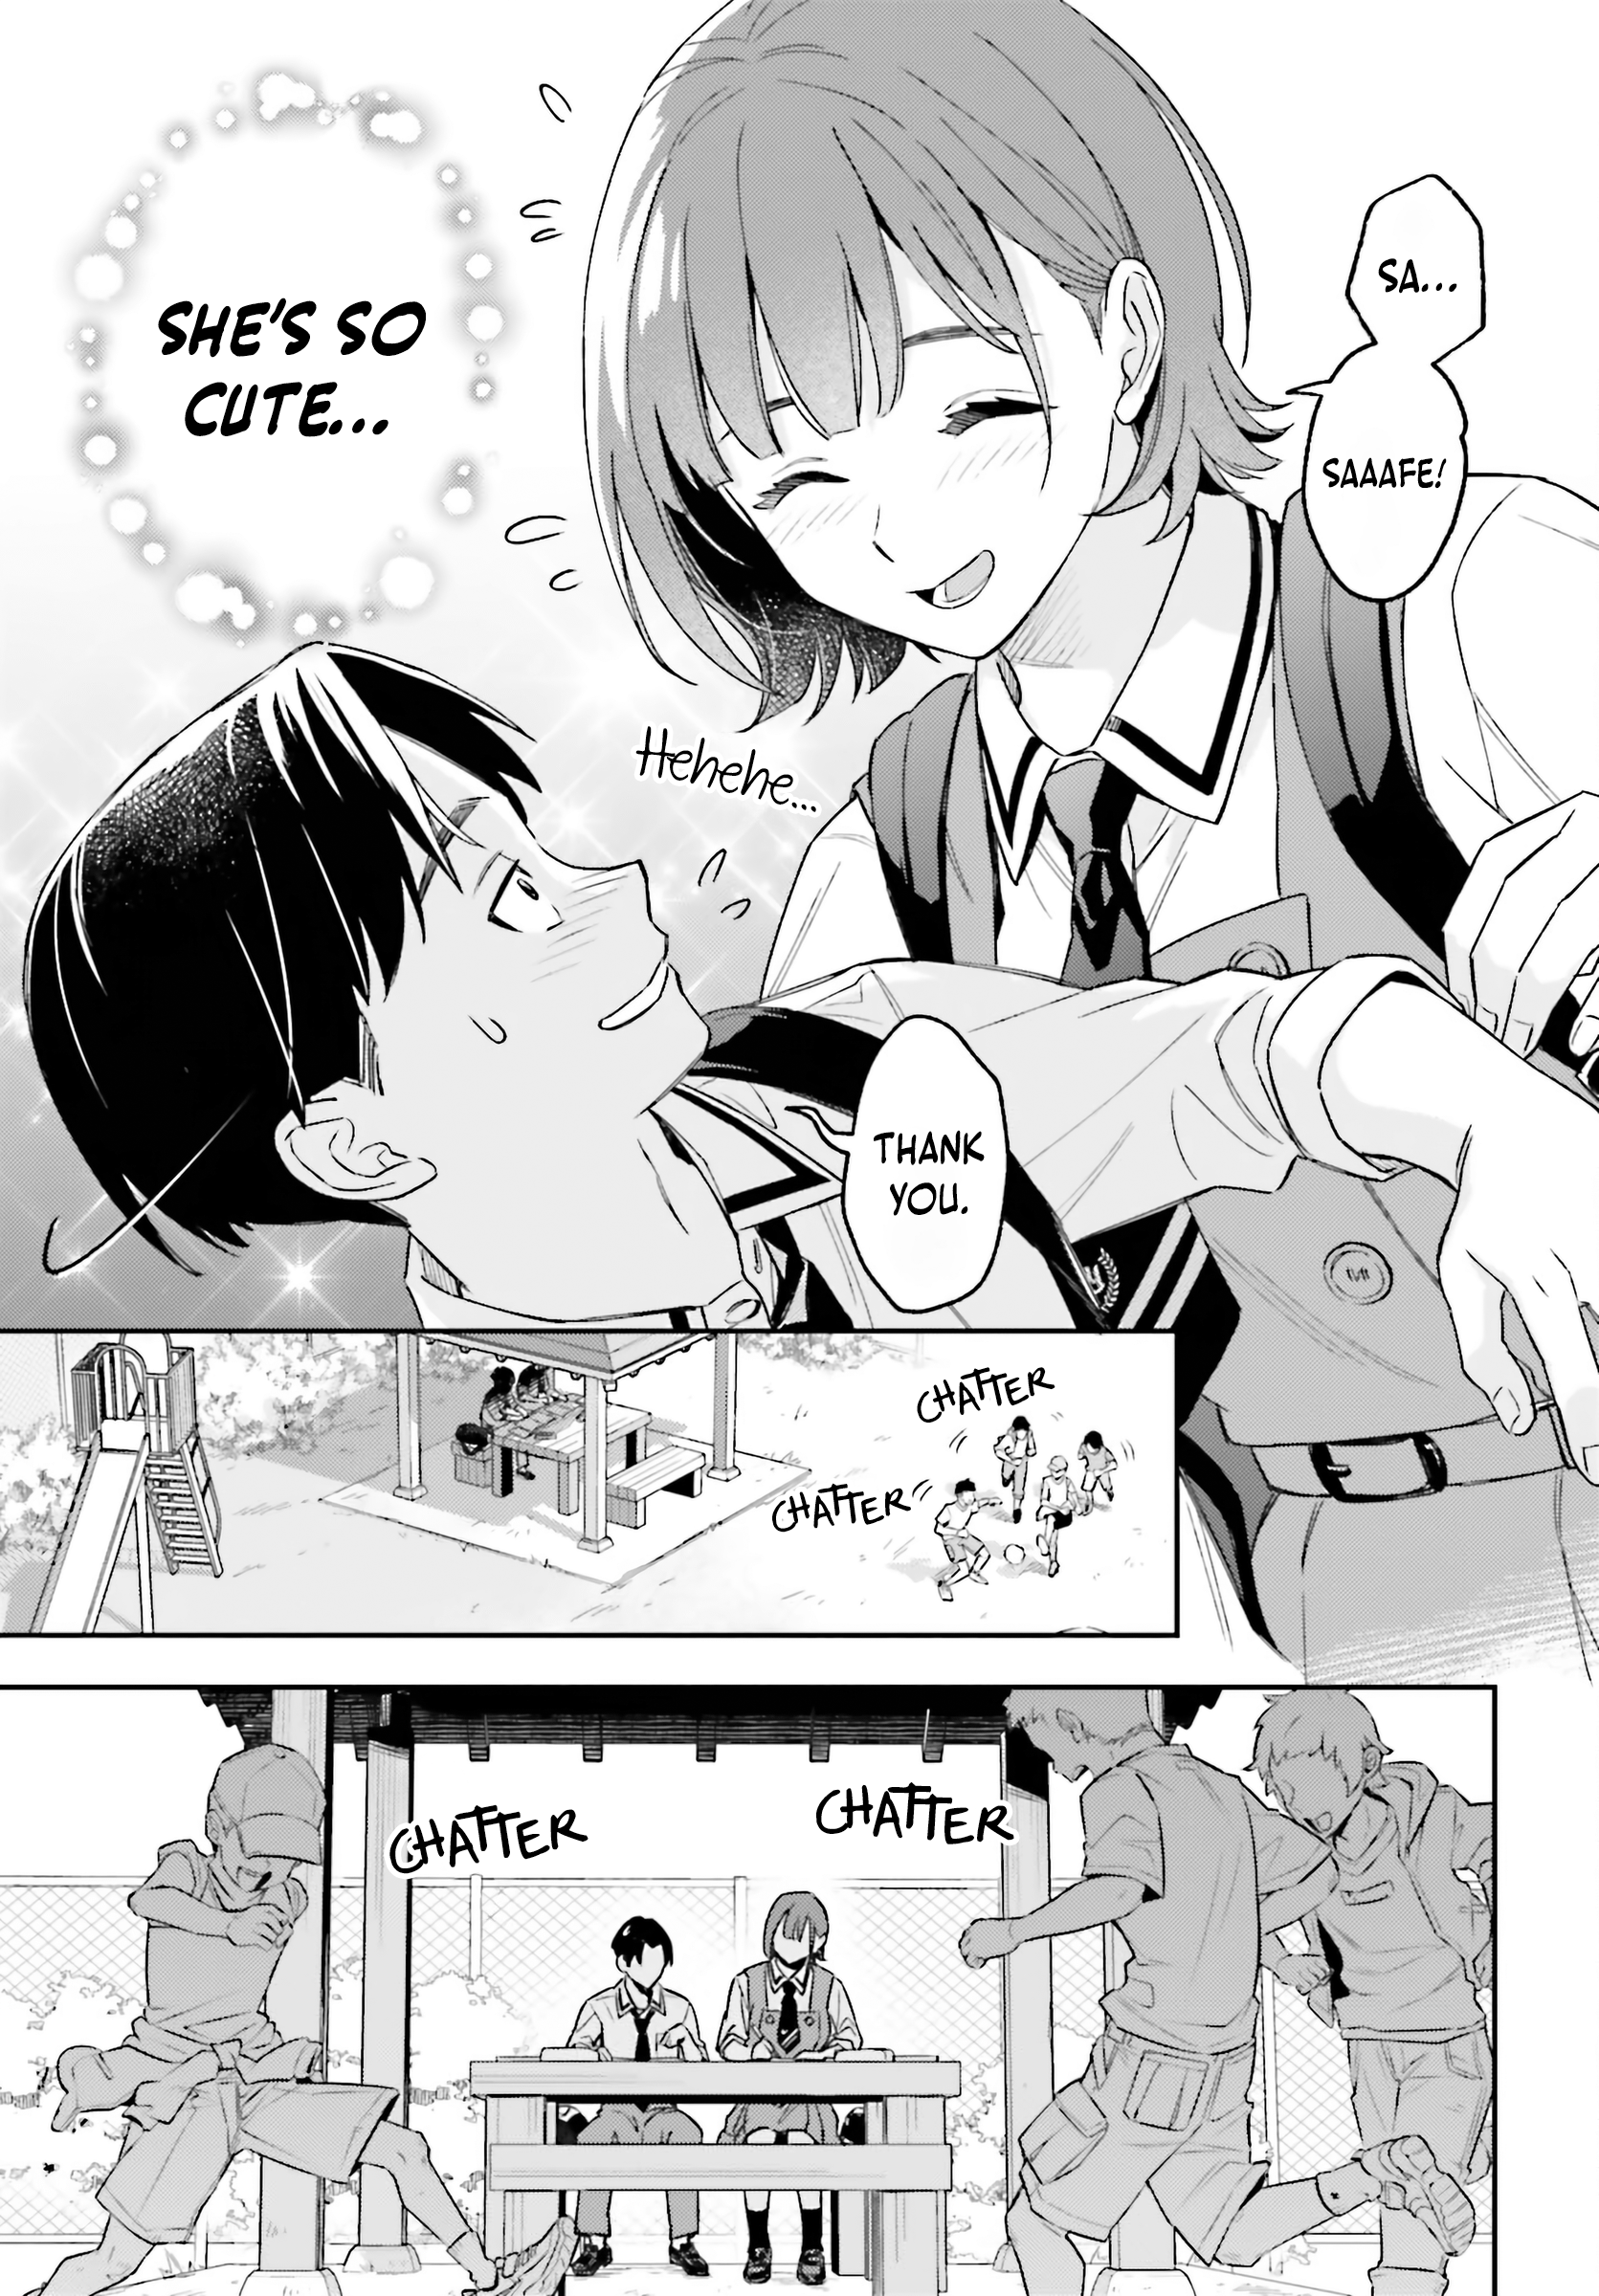 SA...
SAAAFE!
SHE'S SO
CUTE...
Hehehe...
THANK
YOU.
CHATTER
CHATTER
CHATTER
CHATTER